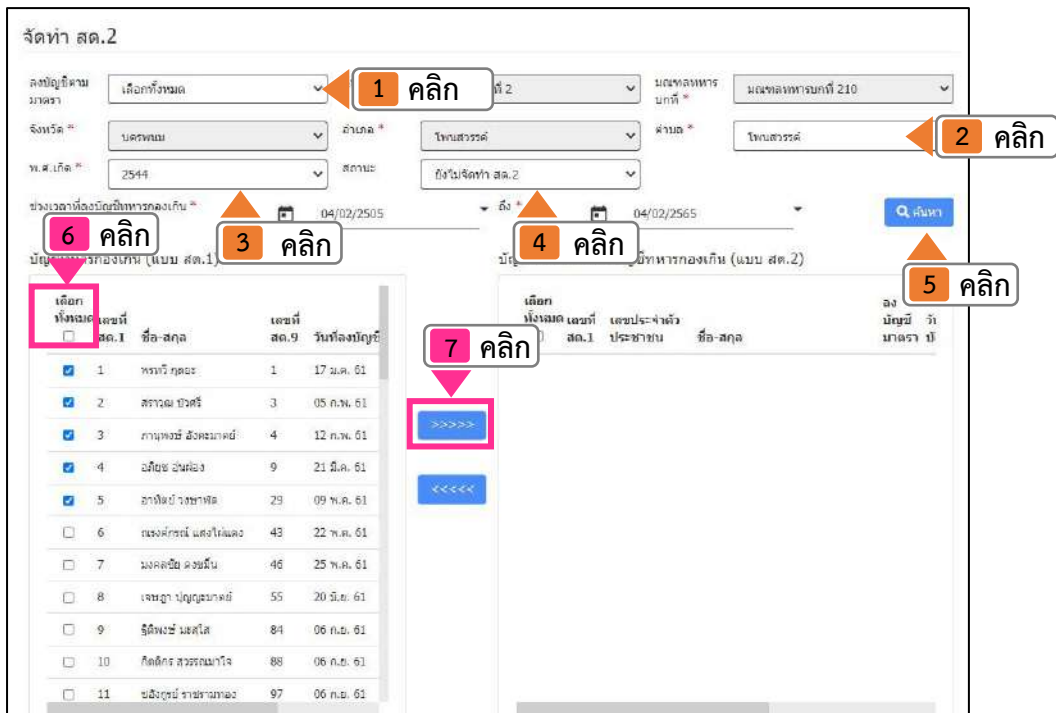 จัดทำ สด.2
ลงบัญชีตาม
มาตรา
เลือกทั้งหมด
1 คลิก
ที่ 2
มณฑลทหาร
บกที่ *
มณฑลทหารบกที่ 210
จังหวัด *
นครพนม
อำเภอ *
โพนสวรรค์
ตำบล *
โพนสวรรค์
2 คลิก
พ.ศ.เกิด *
2544
สถานะ
ยังไม่จัดทำ สด.2
ช่วงเวลาที่ลงบัญชีทหารกองเกิน *
04/02/2505
ถึง *
04/02/2565
ค้นหา
6 คลิก
3 คลิก
4 คลิก
5 คลิก
(แบบ สด.1)
บัญชีทหารกองเกิน (แบบ สด.2)
เลือก
ทั้งหมด เลขที่ สด.1 ชื่อ-สกุล เลขที่ สด.9 วันที่ลงบัญชี
1 1 17 ม.ค. 61
2 3 05 ก.พ. 61
3 4 12 ก.พ. 61
4 9 21 มี.ค. 61
5 29 09 พ.ค. 61
6 43 22 พ.ค. 61
7 46 25 พ.ค. 61
8 55 20 มิ.ย. 61
9 84 06 ก.ย. 61
10 88 06 ก.ย. 61
11 97 06 ก.ย. 61
7 คลิก
>>>>>
<<<<<
เลือก
ทั้งหมด เลขที่ สด.1 เลขประจำตัวประชาชน ชื่อ-สกุล ลงบัญชี มาตรา